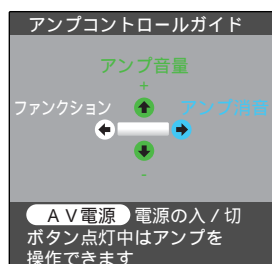 アンプコントロールガイド
アンプ音量
+
ファンクション
アンプ消音
-
AV電源 電源の入/切
ボタン点灯中はアンプを
操作できます